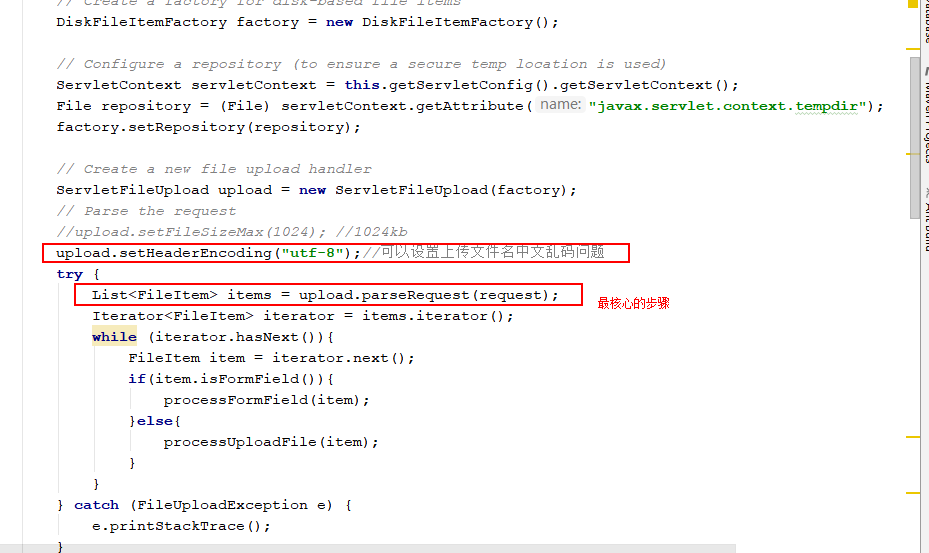 // Create a factory for disk-based file items
DiskFileItemFactory factory = new DiskFileItemFactory();
// Configure a repository (to ensure a secure temp location is used)
ServletContext servletContext = this.getServletConfig().getServletContext();
File repository = (File) servletContext.getAttribute( name: "javax.servlet.context.tempdir");
factory.setRepository(repository);
// Create a new file upload handler
ServletFileUpload upload = new ServletFileUpload(factory);
// Parse the request
//upload.setFileSizeMax(1024); //1024kb
upload.setHeaderEncoding("utf-8");//可以设置上传文件名中文乱码问题
try {
List<FileItem> items = upload.parseRequest(request);
最核心的步骤
Iterator<FileItem> iterator = items.iterator();
while (iterator.hasNext()){
FileItem item = iterator.next();
if(item.isFormField()){
processFormField(item);
}else{
processUploadFile(item);
}
}
} catch (FileUploadException e) {
e.printStackTrace();
}